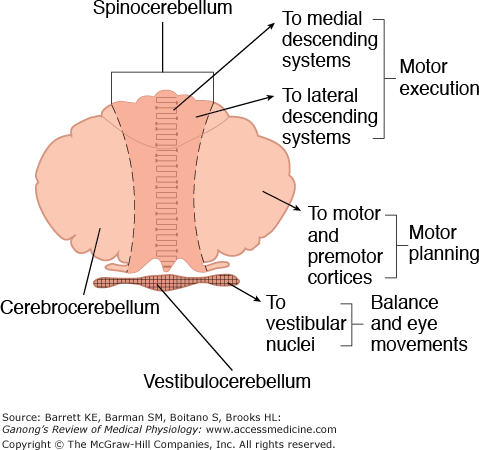 Spinocerebellum
To medial
descending
systems
To lateral
descending
systems
Motor
execution
To motor
and
premotor
cortices
Motor
planning
Cerebrocerebellum
To
vestibular
nuclei
Balance
and eye
movements
Vestibulocerebellum
Source: Barrett KE, Barman SM, Boitano S, Brooks HL:
Ganong's Review of Medical Physiology: www.accessmedicine.com
Copyright © The McGraw-Hill Companies, Inc. All rights reserved.